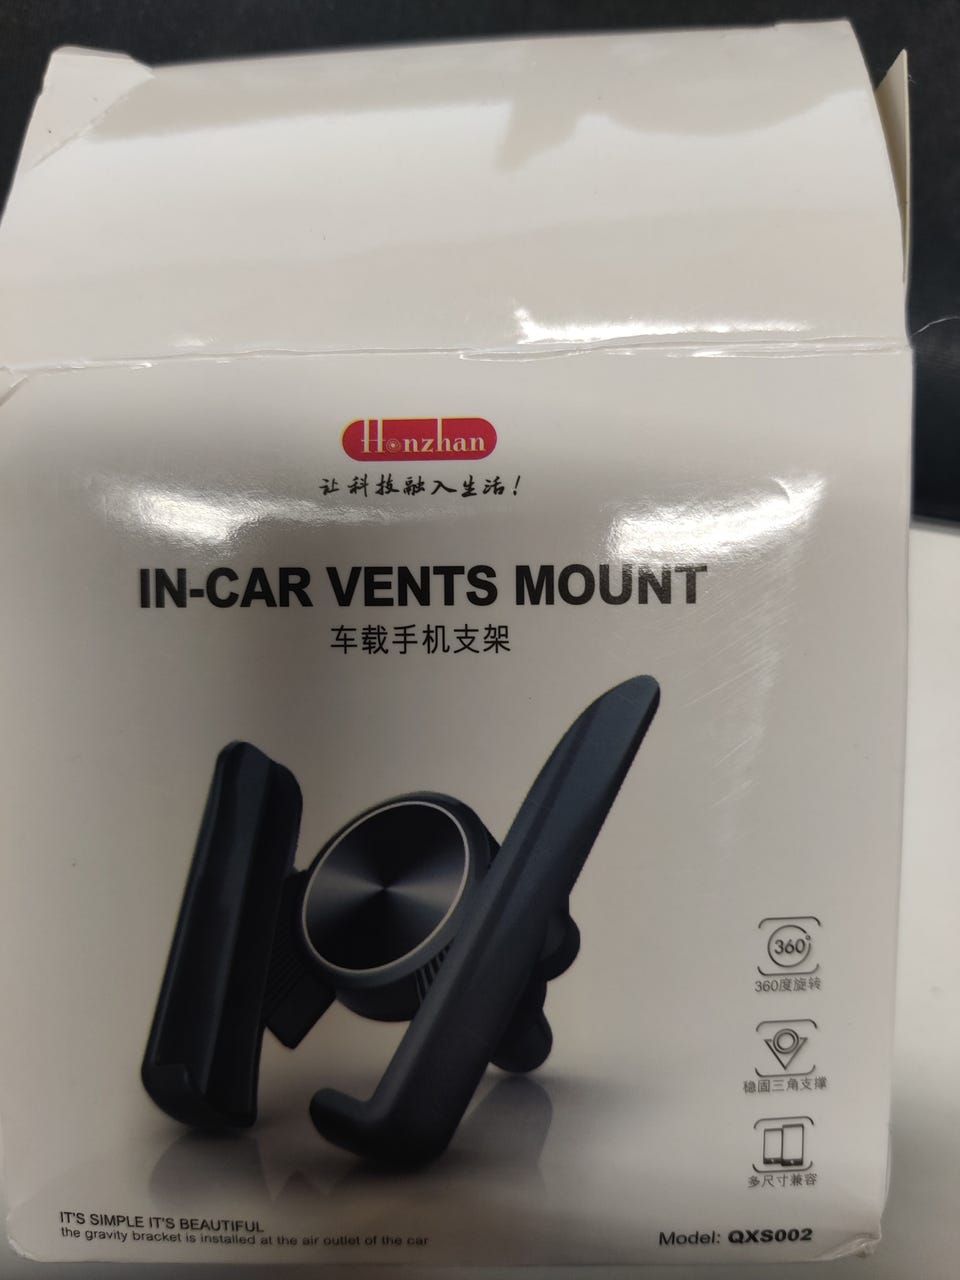 Honzhan
让科技融入生活！
IN-CAR VENTS MOUNT
车载手机支架
360°
360度旋转
稳固三角支撑
多尺寸兼容
IT'S SIMPLE IT'S BEAUTIFUL
the gravity bracket is installed at the air outlet of the car
Model: QXS002